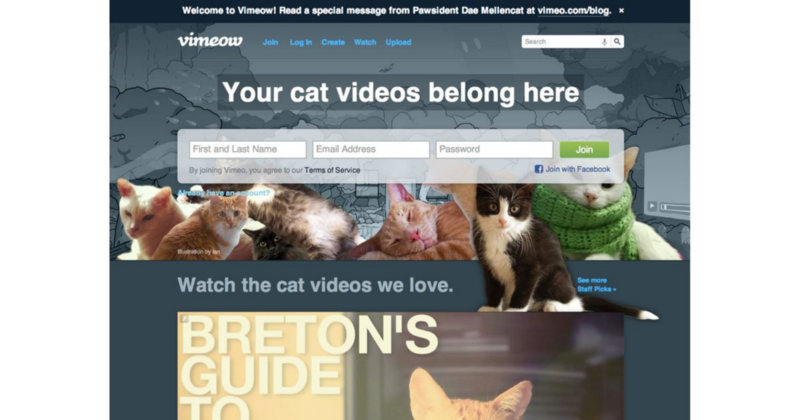 Welcome to Vimeow! Read a special message from Pawsident Dae Mellencat at vimeo.com/blog. ×
vimeow Join Log In Create Watch Upload Search
Your cat videos belong here
First and Last Name Email Address Password Join
By joining Vimeo, you agree to our Terms of Service Join with Facebook
Already have an account?
Illustration by Ian
Watch the cat videos we love.
See more
Staff Picks »
BRETON'S
GUIDE
TO